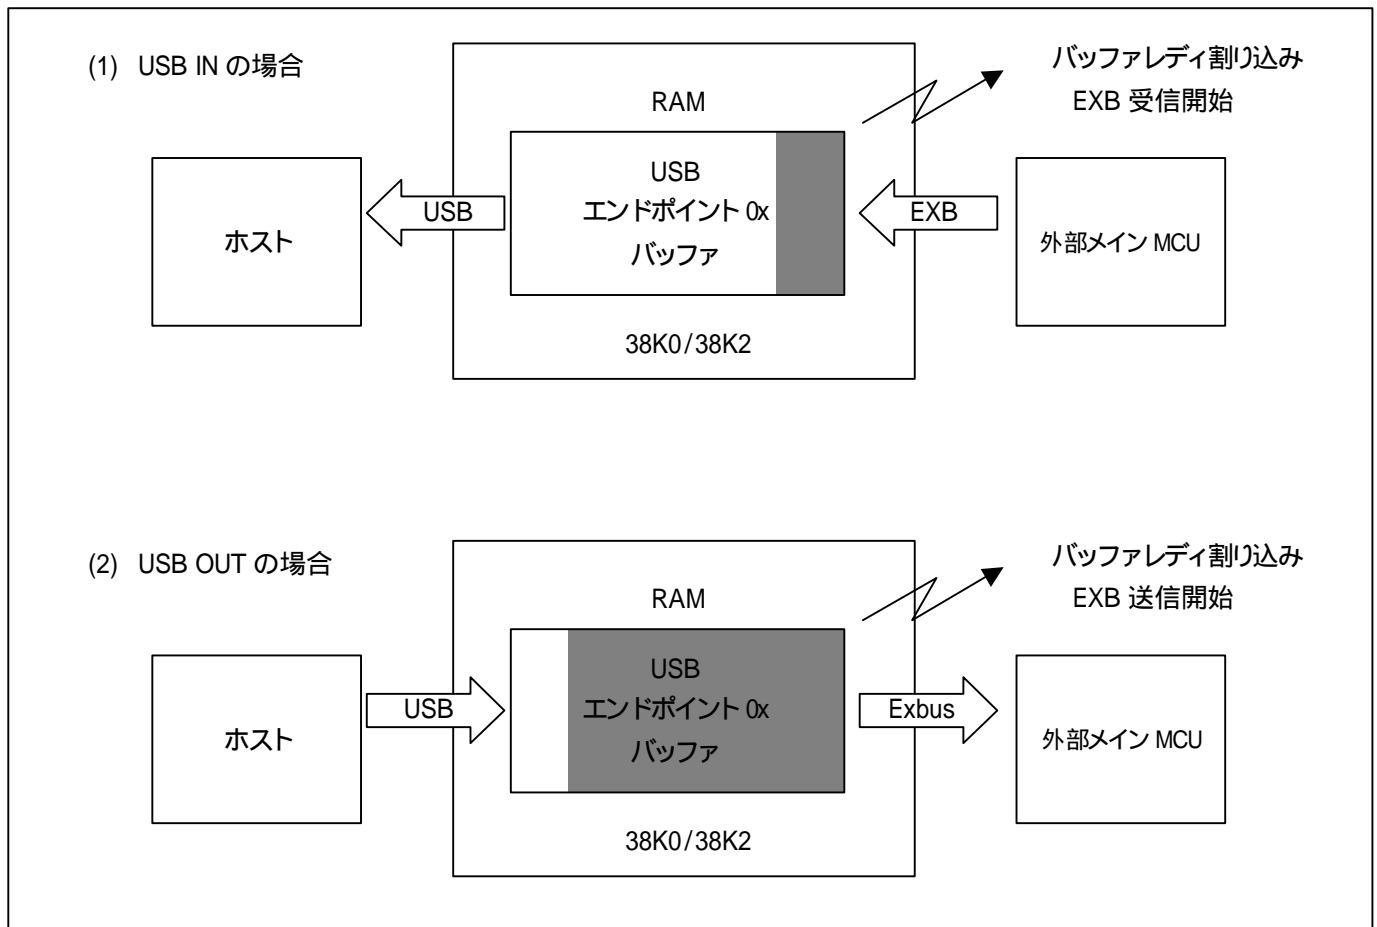 (1) USB IN の場合
バッファレディ割り込み
EXB 受信開始
RAM
USB
エンドポイント 0x
バッファ
ホスト
USB
EXB
外部メイン MCU
38K0/38K2
(2) USB OUT の場合
バッファレディ割り込み
EXB 送信開始
RAM
USB
エンドポイント 0x
バッファ
ホスト
USB
Exbus
外部メイン MCU
38K0/38K2